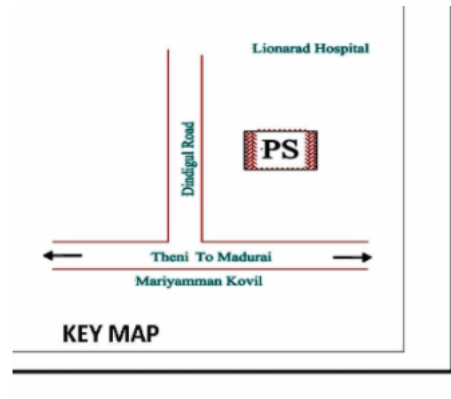 Lionarad Hospital
Dindigul Road
PS
Theni To Madurai
Mariyamman Kovil
KEY MAP